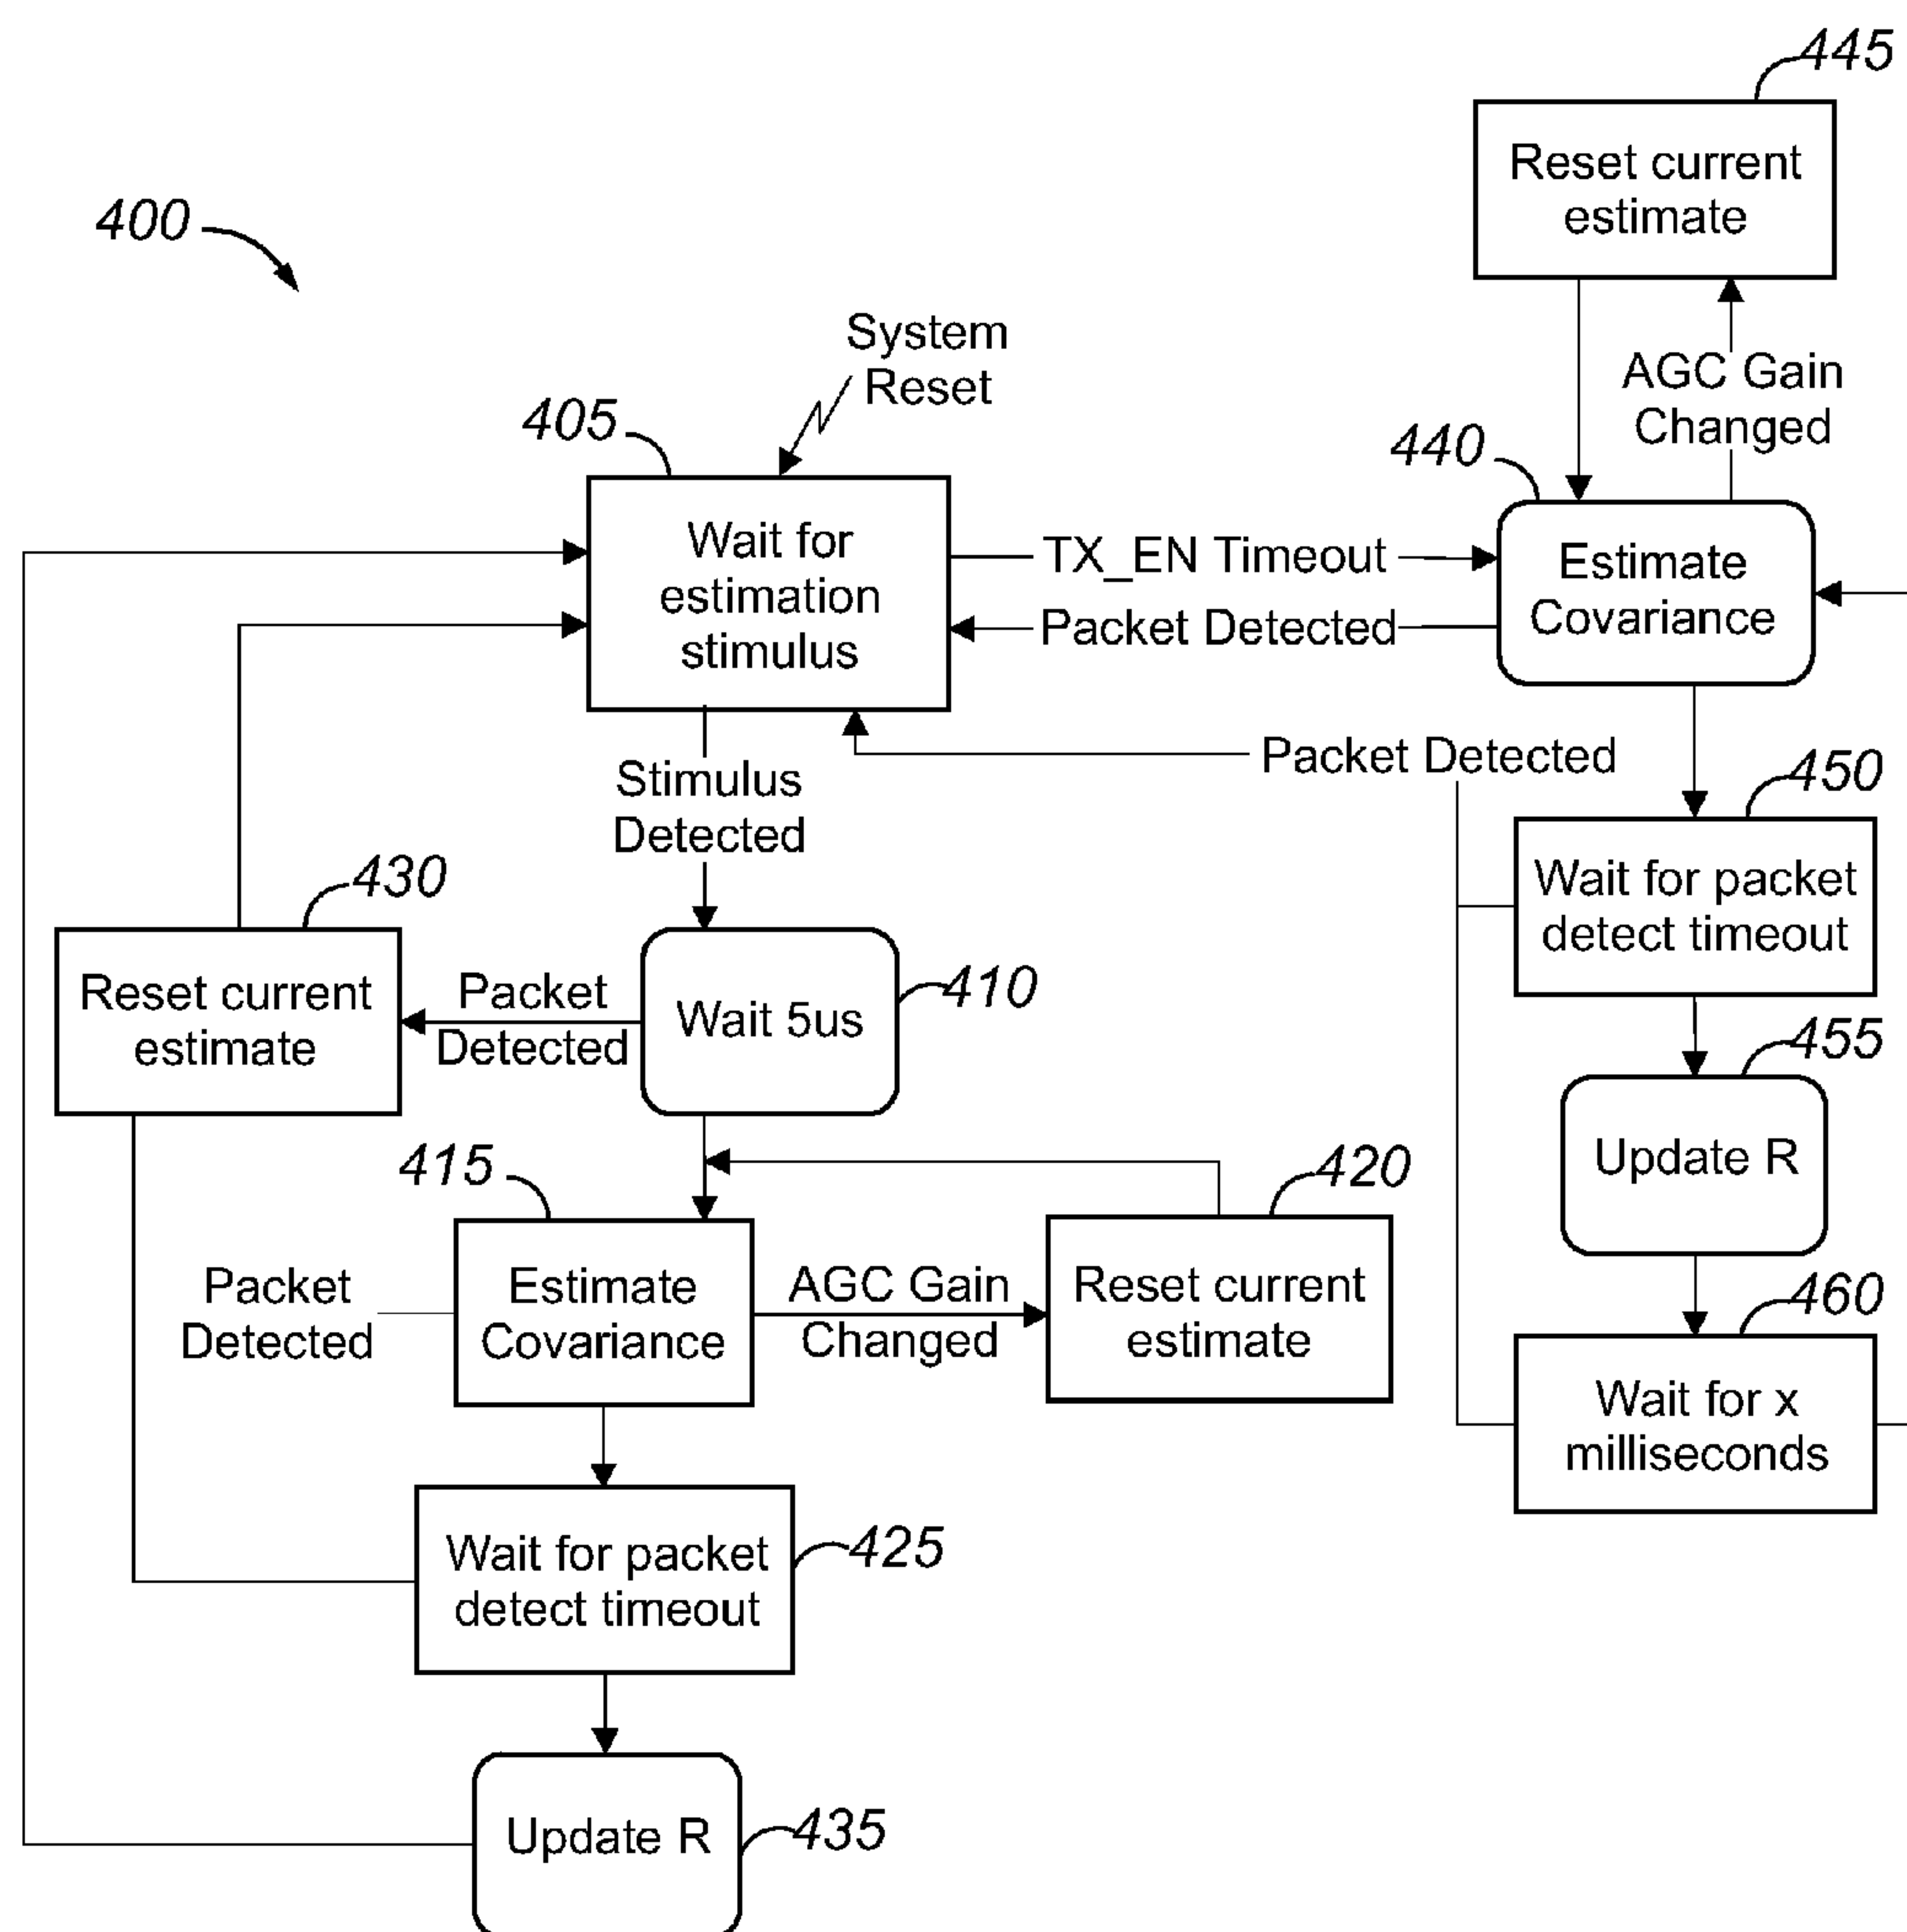 445
Reset current
estimate
400
System
Reset
AGC Gain
Changed
405
440
Wait for
estimation
stimulus
TX_EN Timeout
Packet Detected
Estimate
Covariance
Packet Detected
Stimulus
Detected
450
Wait for packet
detect timeout
430
Reset current
estimate
Packet
Detected
Wait 5us
410
455
Update R
415
420
Packet
Detected
Estimate
Covariance
AGC Gain
Changed
Reset current
estimate
460
Wait for x
milliseconds
Wait for packet
detect timeout
425
Update R
435